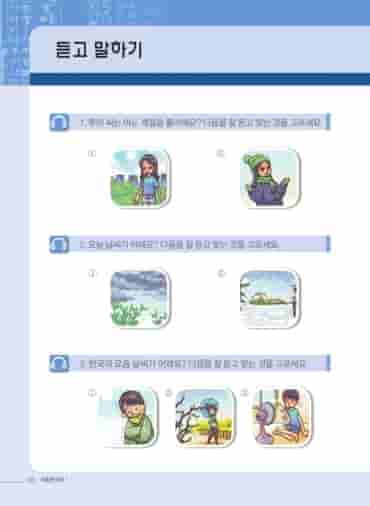 듣고 말하기
1. 투이 씨는 어느 계절을 좋아해요? 다음을 잘 듣고 맞는 것을 고르세요.
① ②
2. 오늘 날씨가 어때요? 다음을 잘 듣고 맞는 것을 고르세요.
① ②
3. 한국의 요즘 날씨가 어때요? 다음을 잘 듣고 맞는 것을 고르세요.
① ② ③